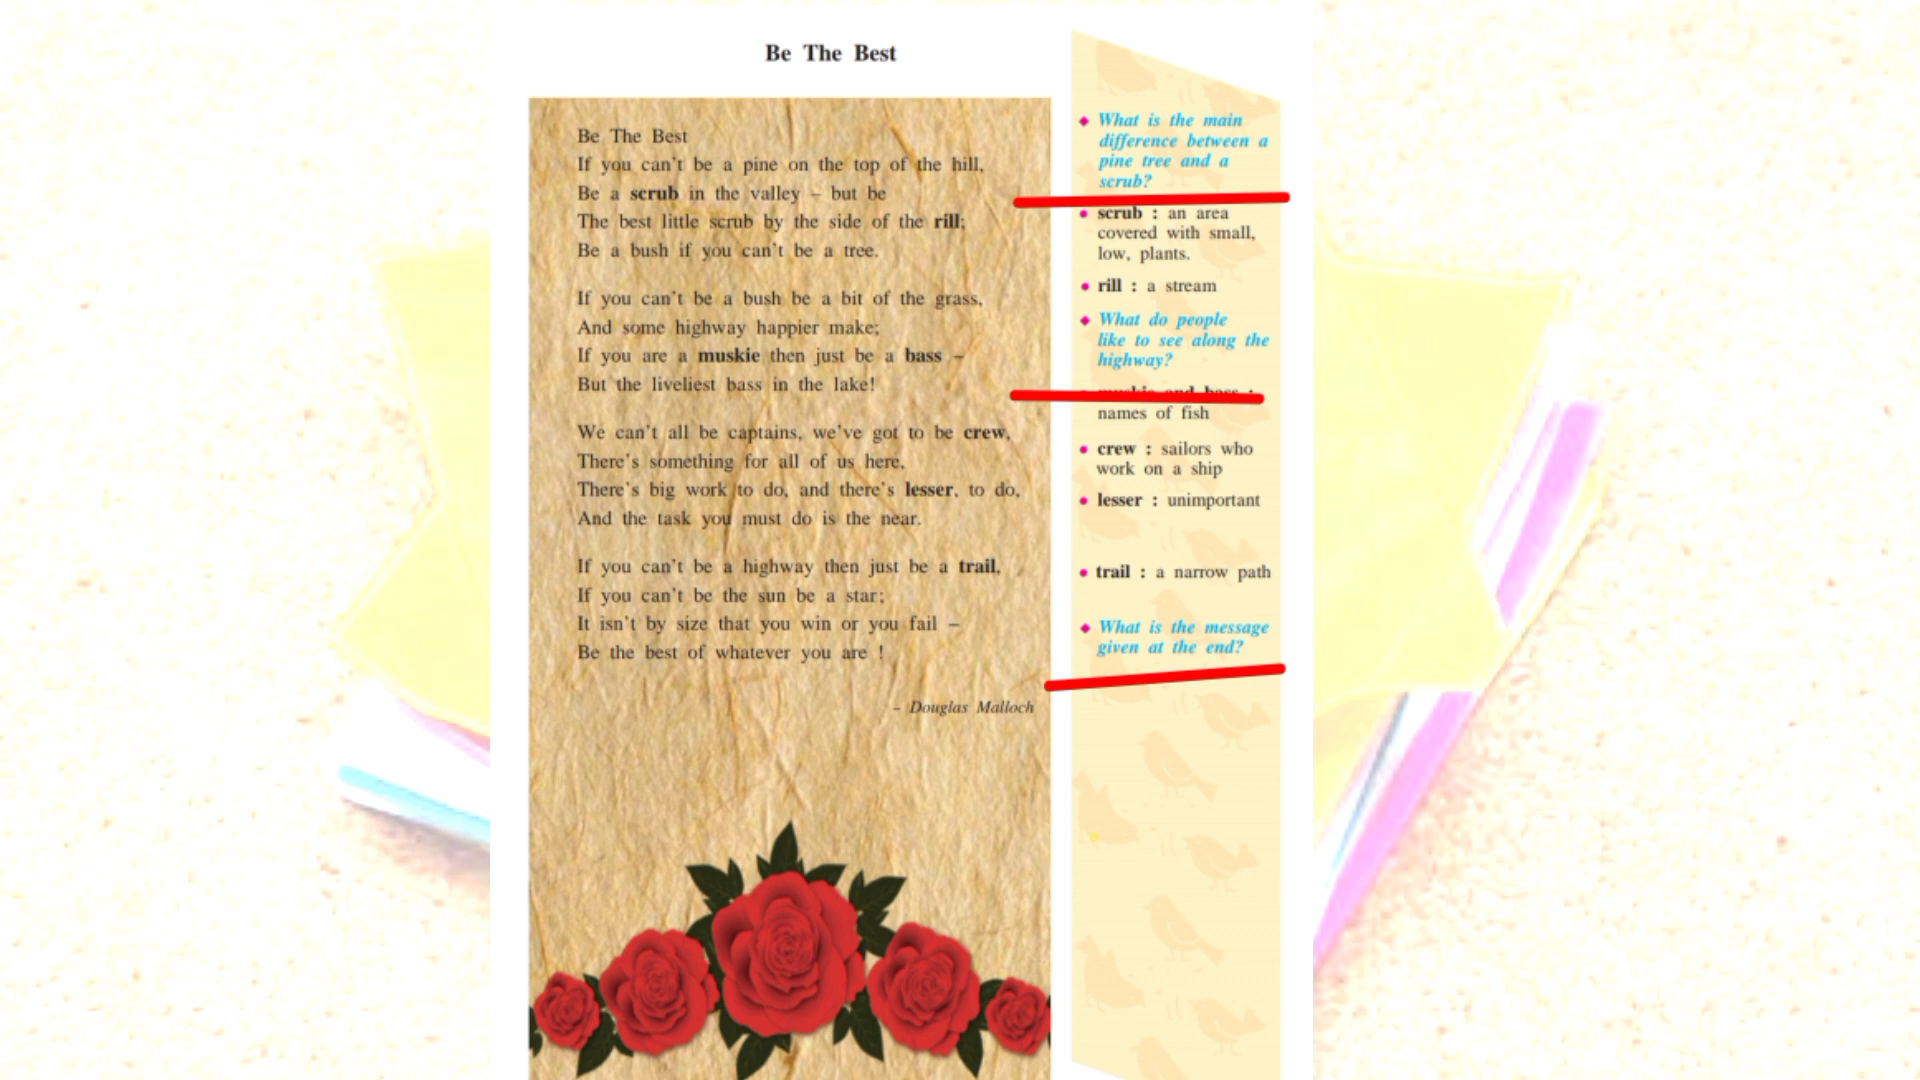 Be The Best
Be The Best
If you can't be a pine on the top of the hill,
Be a scrub in the valley – but be
The best little scrub by the side of the rill;
Be a bush if you can't be a tree.
If you can't be a bush be a bit of the grass,
And some highway happier make;
If you are a muskie then just be a bass –
But the liveliest bass in the lake!
We can't all be captains, we've got to be crew,
There's something for all of us here,
There's big work to do, and there's lesser, to do,
And the task you must do is the near.
If you can't be a highway then just be a trail,
If you can't be the sun be a star;
It isn't by size that you win or you fail –
Be the best of whatever you are !
– Douglas Malloch
What is the main
difference between a
pine tree and a
scrub?
scrub : an area
covered with small,
low, plants.
rill : a stream
What do people
like to see along the
highway?
muskie and bass :
names of fish
crew : sailors who
work on a ship
lesser : unimportant
trail : a narrow path
What is the message
given at the end?